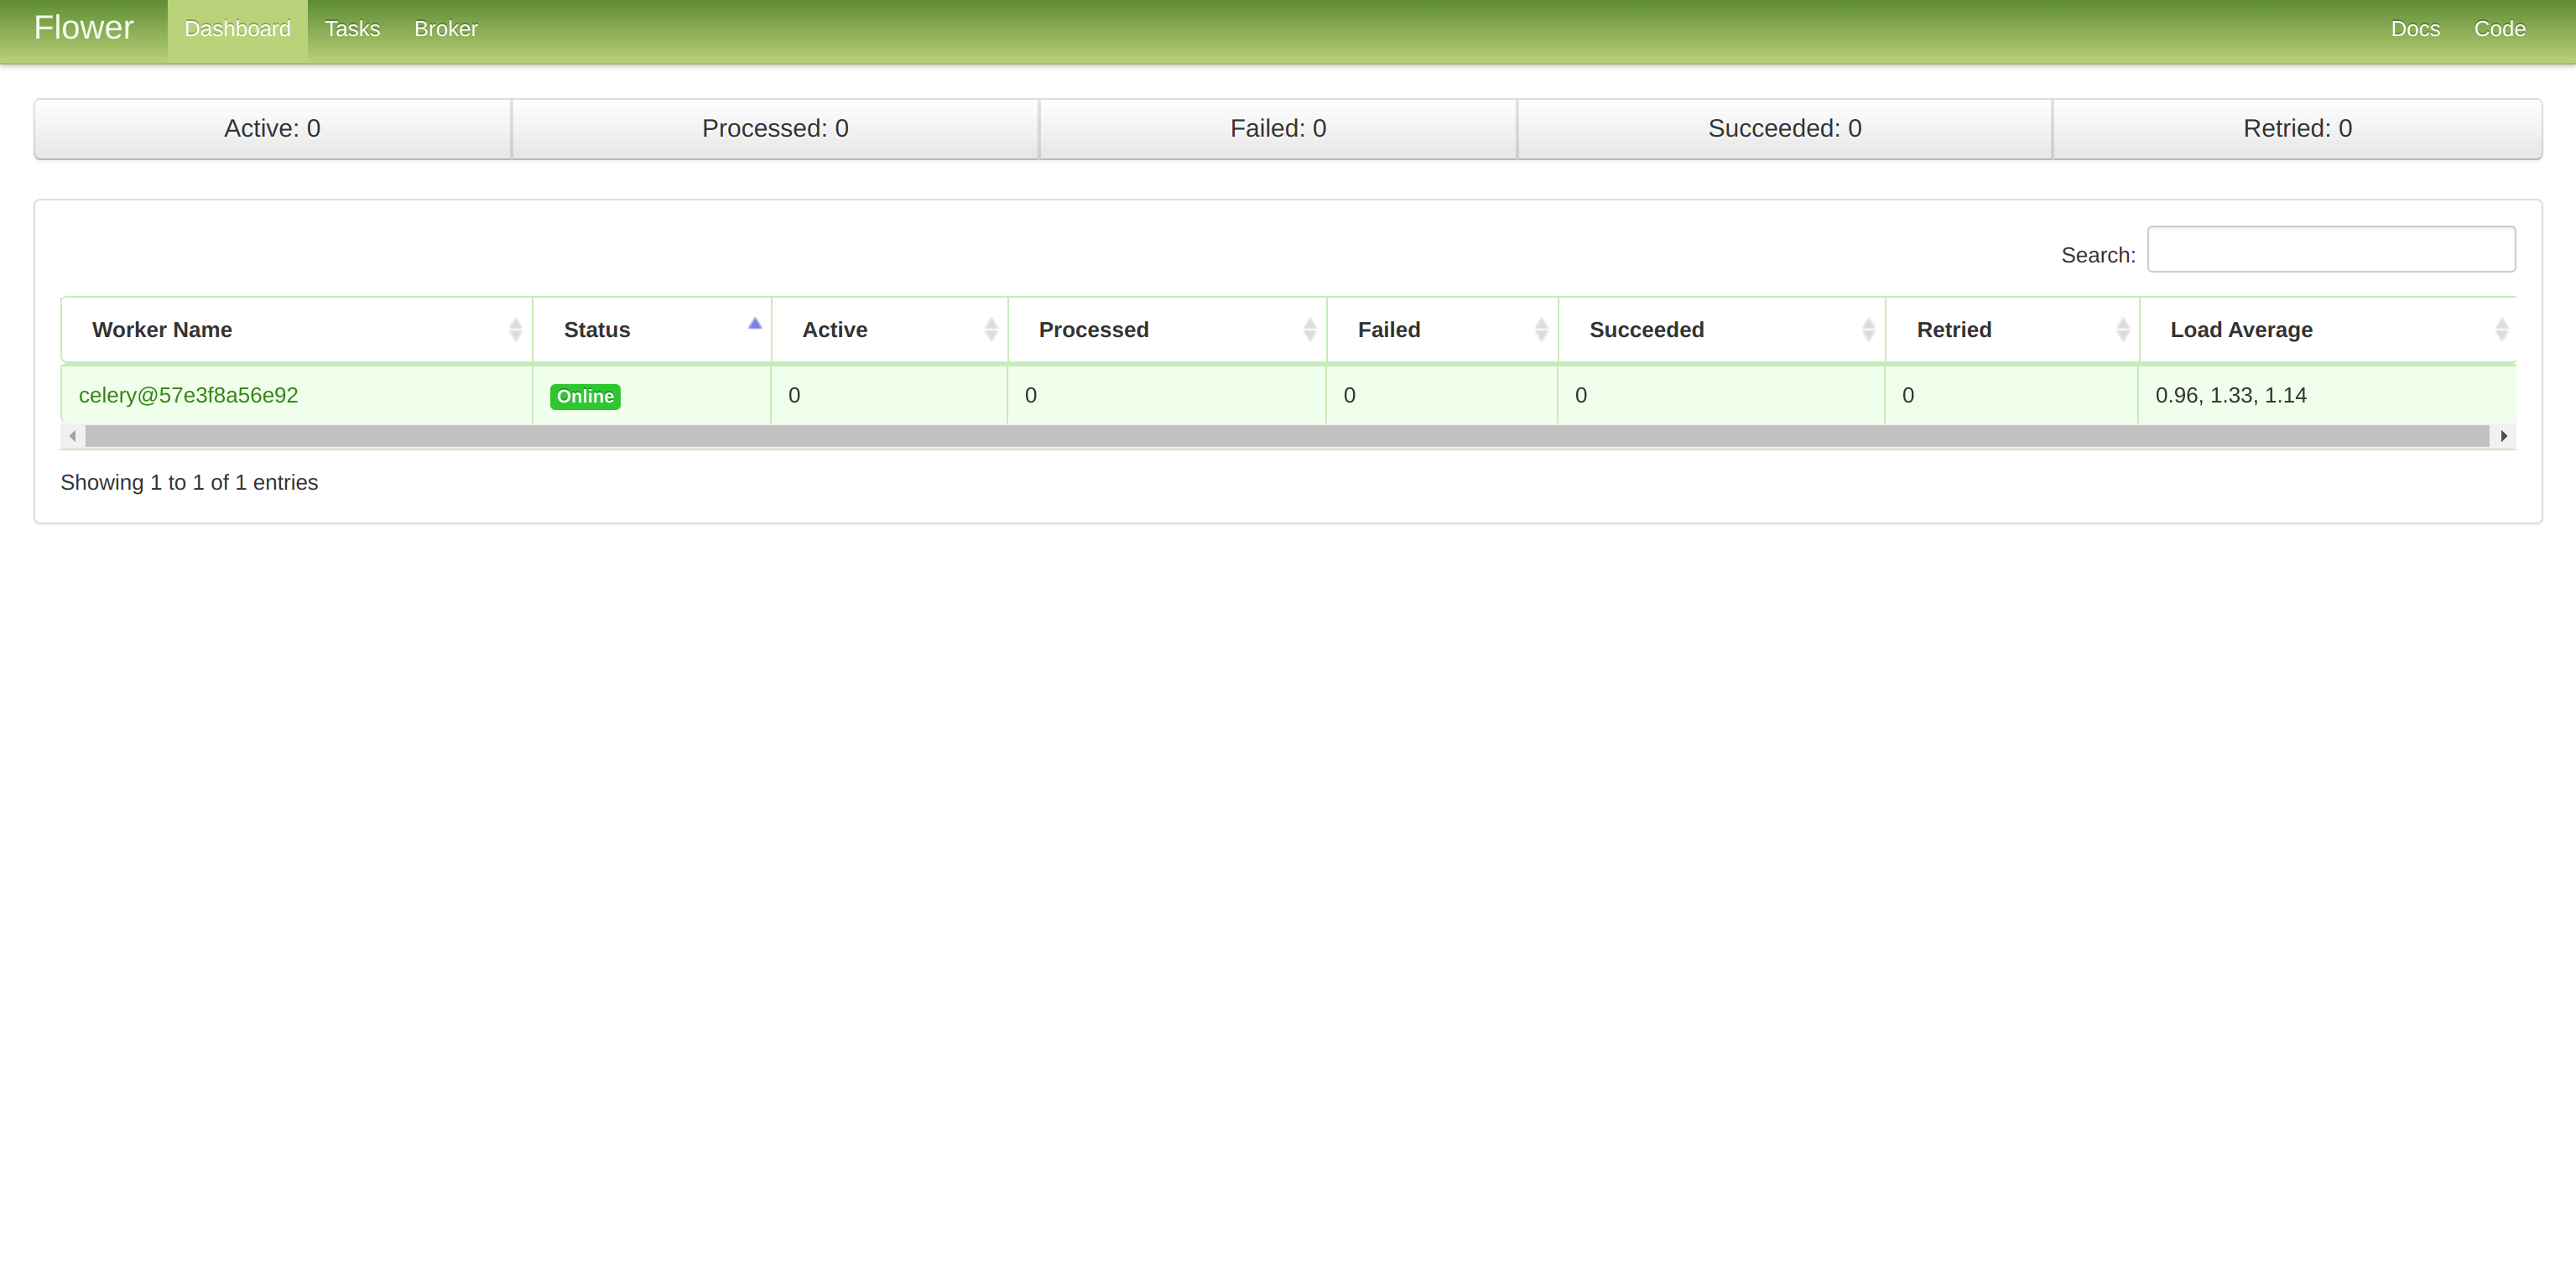 Flower Dashboard Tasks Broker Docs Code
Active: 0 Processed: 0 Failed: 0 Succeeded: 0 Retried: 0
Search:
Worker Name Status Active Processed Failed Succeeded Retried Load Average
celery@57e3f8a56e92 Online 0 0 0 0 0 0.96, 1.33, 1.14
Showing 1 to 1 of 1 entries